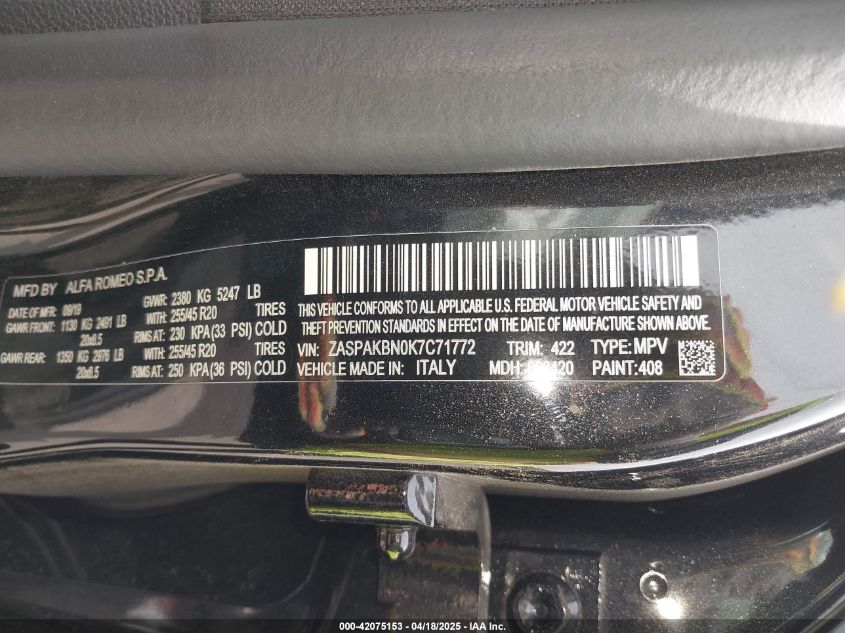 MFD BY ALFA ROMEO S.P.A.
DATE OF MFR: 09/19 GVWR: 2380 KG 5247 LB
GAWR FRONT: 1130 KG 2491 LB WITH: 255/45 R20 TIRES
20x8.5 RIMS AT: 230 KPA (33 PSI) COLD
GAWR REAR: 1350 KG 2976 LB WITH: 255/45 R20 TIRES
20x8.5 RIMS AT: 250 KPA (36 PSI) COLD
THIS VEHICLE CONFORMS TO ALL APPLICABLE U.S. FEDERAL MOTOR VEHICLE SAFETY AND
THEFT PREVENTION STANDARDS IN EFFECT ON THE DATE OF MANUFACTURE SHOWN ABOVE.
VIN: ZASPAKBN0K7C71772 TRIM: 422 TYPE: MPV
VEHICLE MADE IN: ITALY MDH: PAINT: 408
000-42075153 - 04/18/2025 - IAA Inc.